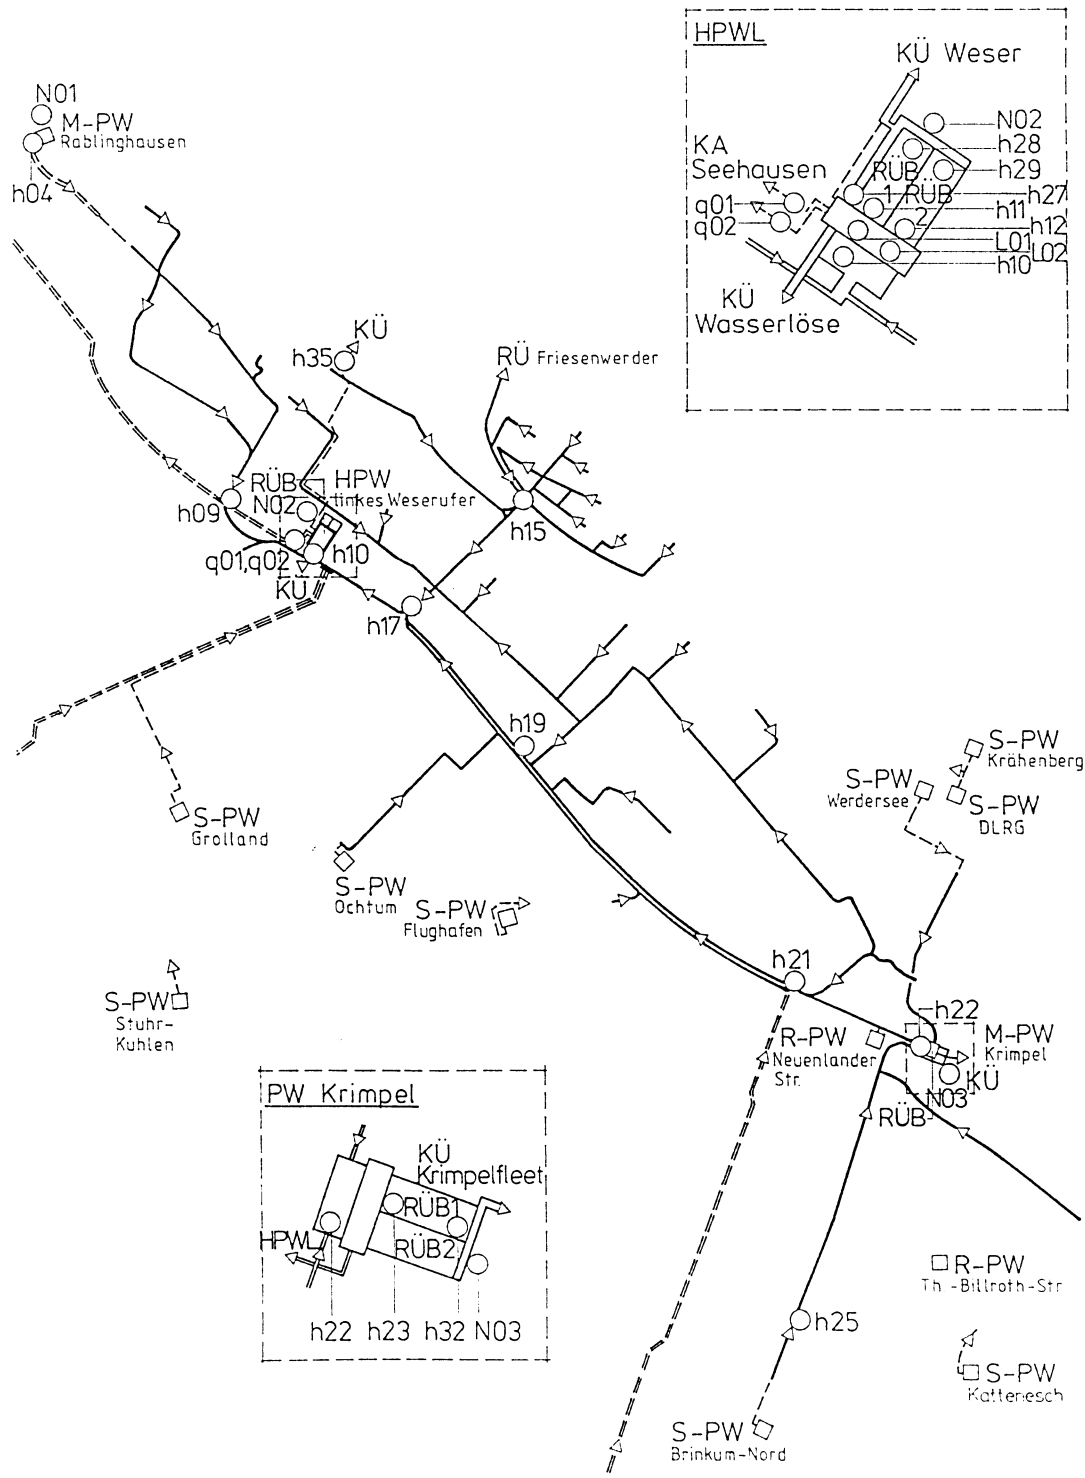 HPWL
KÜ Weser
N01
M-PW
Rablinghausen
h04
N02
h28
h29
KA
Seehausen
RÜB
1
RÜB
2
h27
q01
h11
q02
h12
L01
L02
h10
KÜ
Wasserlöse
KÜ
h35
RÜ Friesenwerder
RÜB
HPW
linkes Weserufer
N02
h09
h15
q01,q02
h10
KÜ
h17
h19
S-PW
Krähenberg
S-PW
Werdersee
S-PW
DLRG
S-PW
Grolland
S-PW
Ochtum
S-PW
Flughafen
h21
S-PW
Stuhr-
Kuhlen
h22
R-PW
Neuenlander
Str.
M-PW
Krimpel
KÜ
N03
RÜB
PW Krimpel
KÜ
Krimpelfleet
RÜB1
RÜB2
HPWL
h22 h23 h32 N03
R-PW
Th.-Billroth-Str
h25
S-PW
Kattenesch
S-PW
Brinkum-Nord